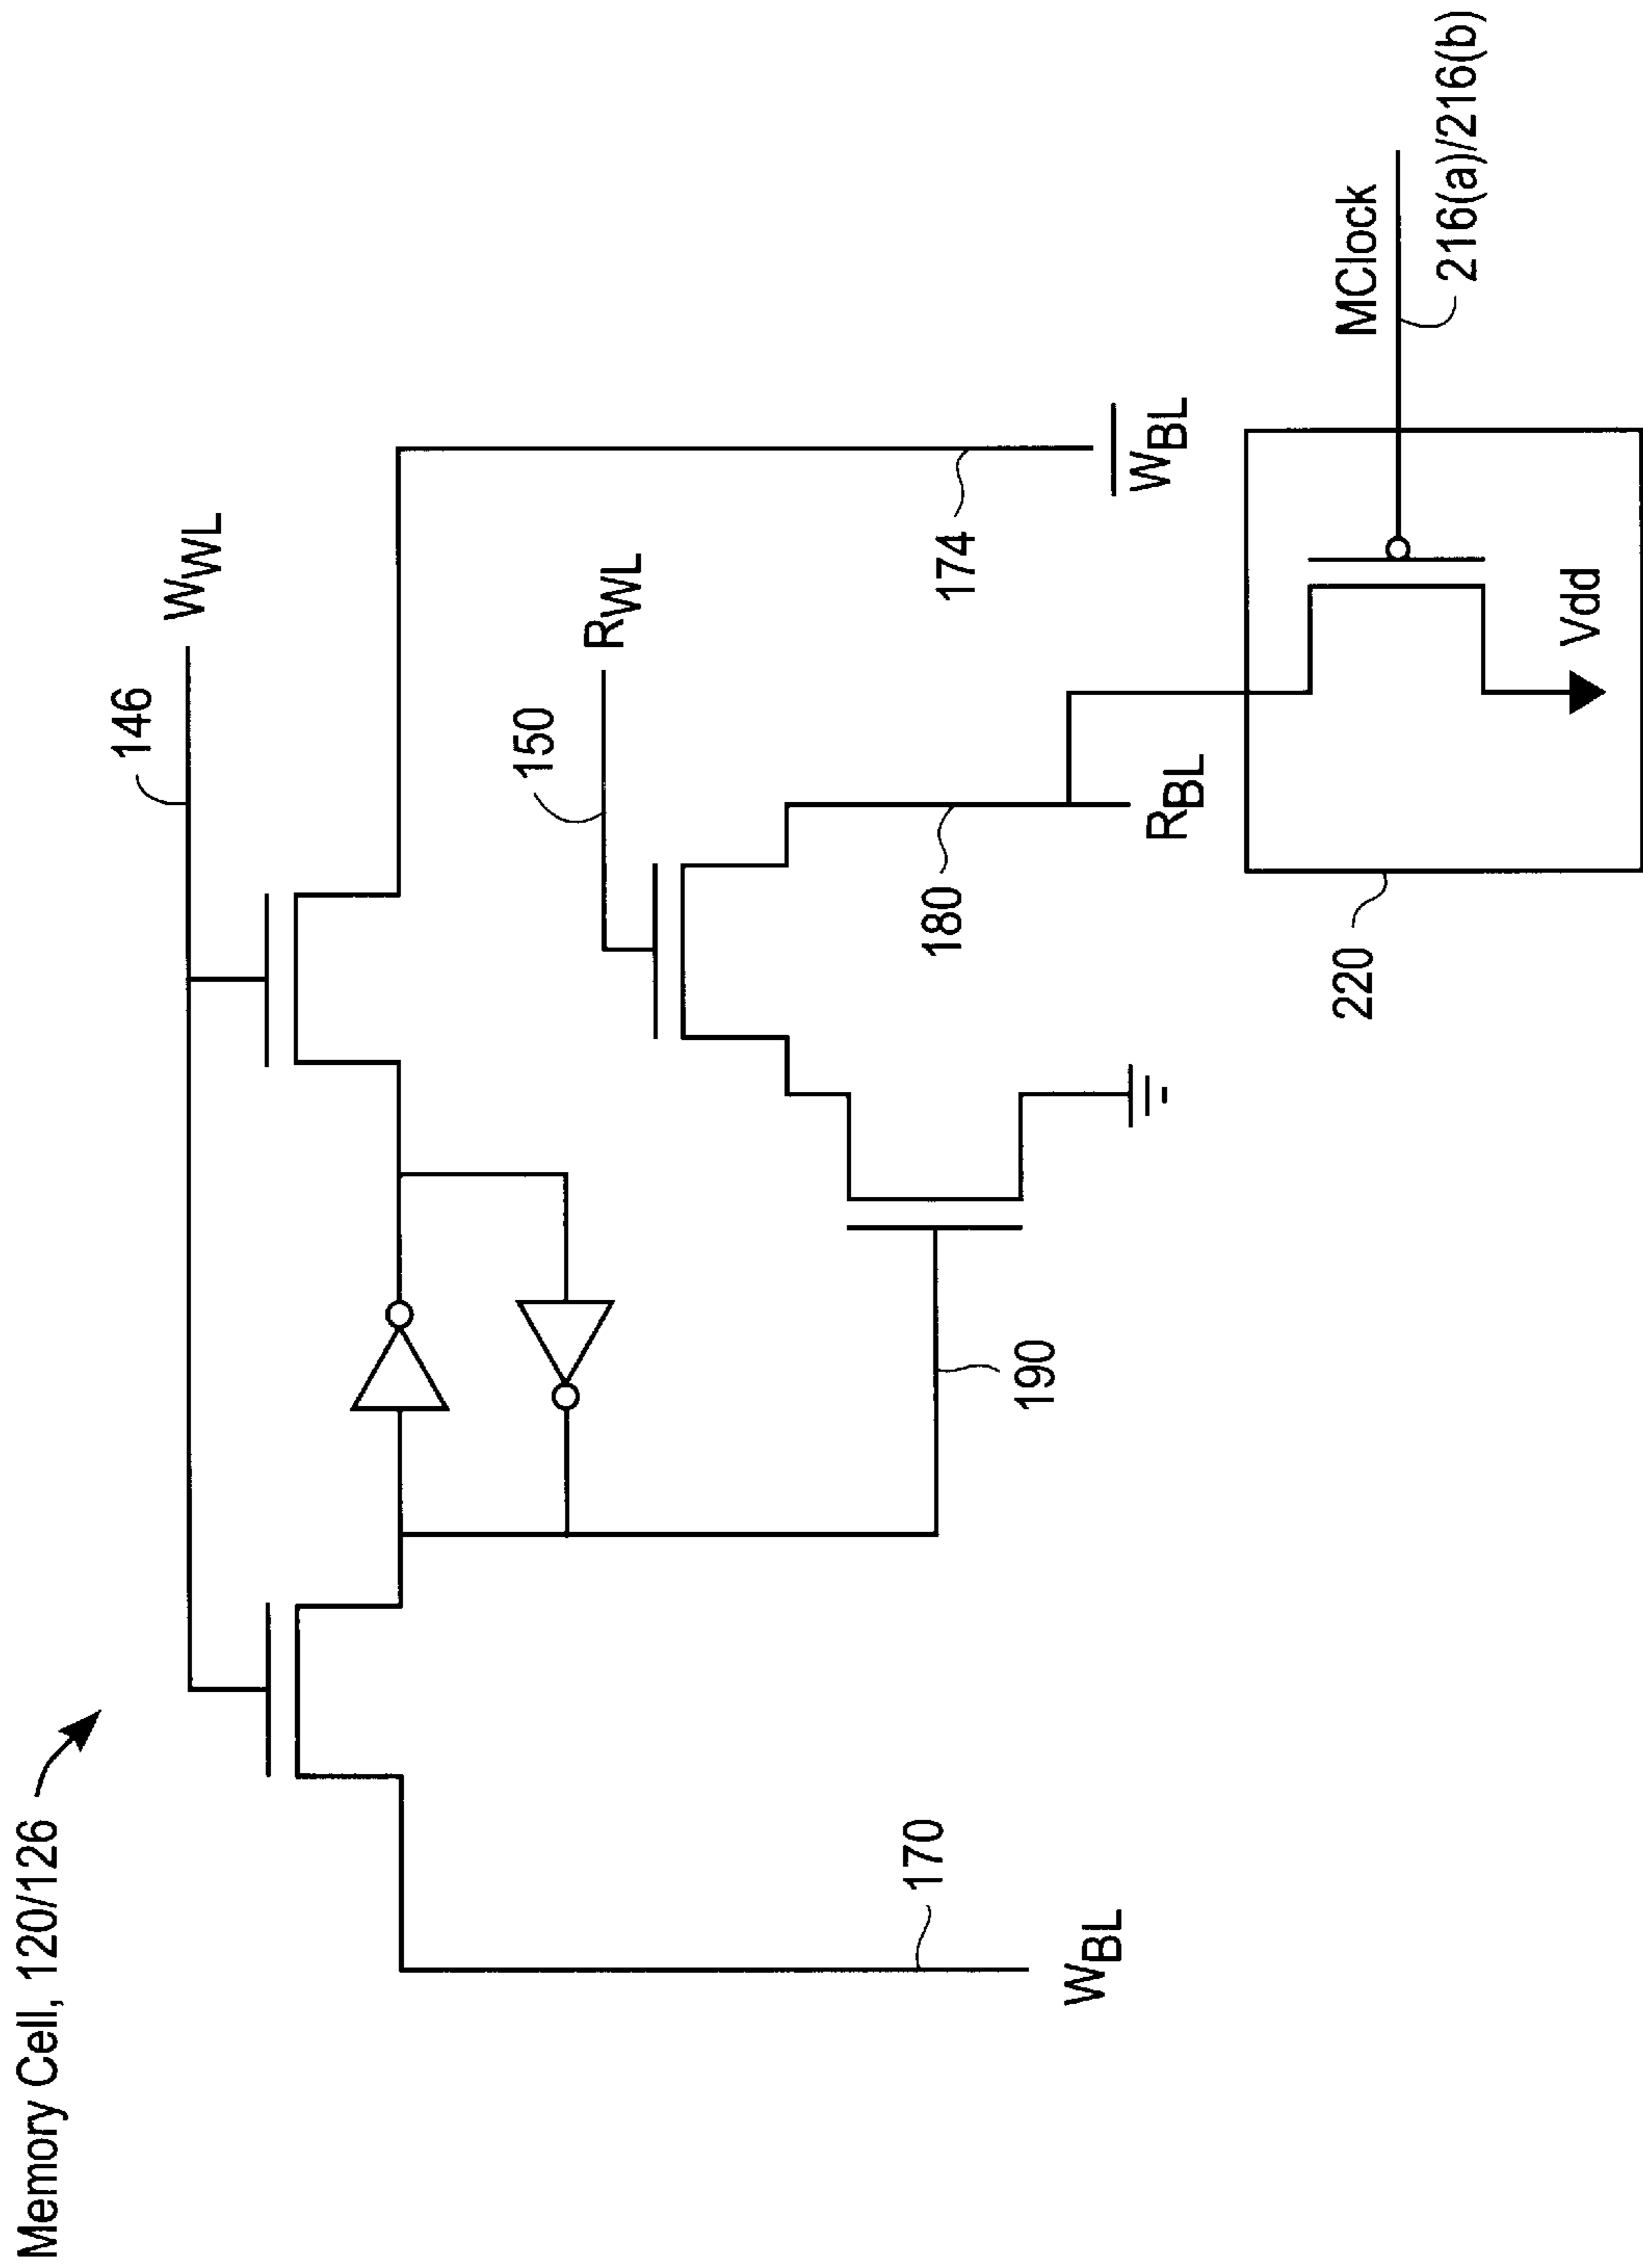 Memory Cell, 120/126
146
WWL
150
RWL
190
180
174
170
WBL
RBL
WBL
220
Vdd
MClock
216(a)/216(b)